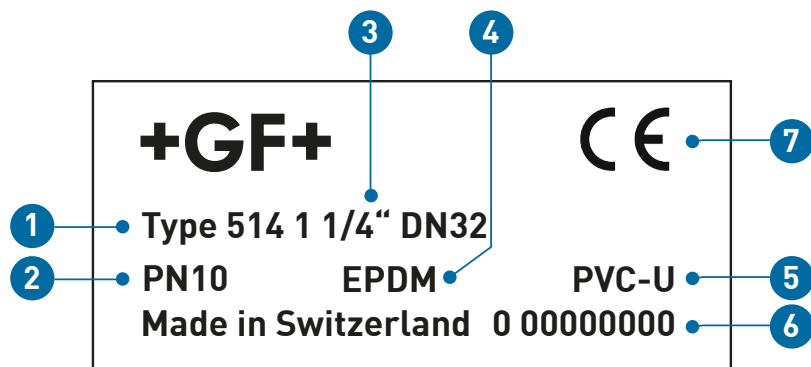 3 4
+GF+ CE 7
1 Type 514 1 1/4“ DN32
2 PN10 EPDM PVC-U 5
Made in Switzerland 0 00000000 6